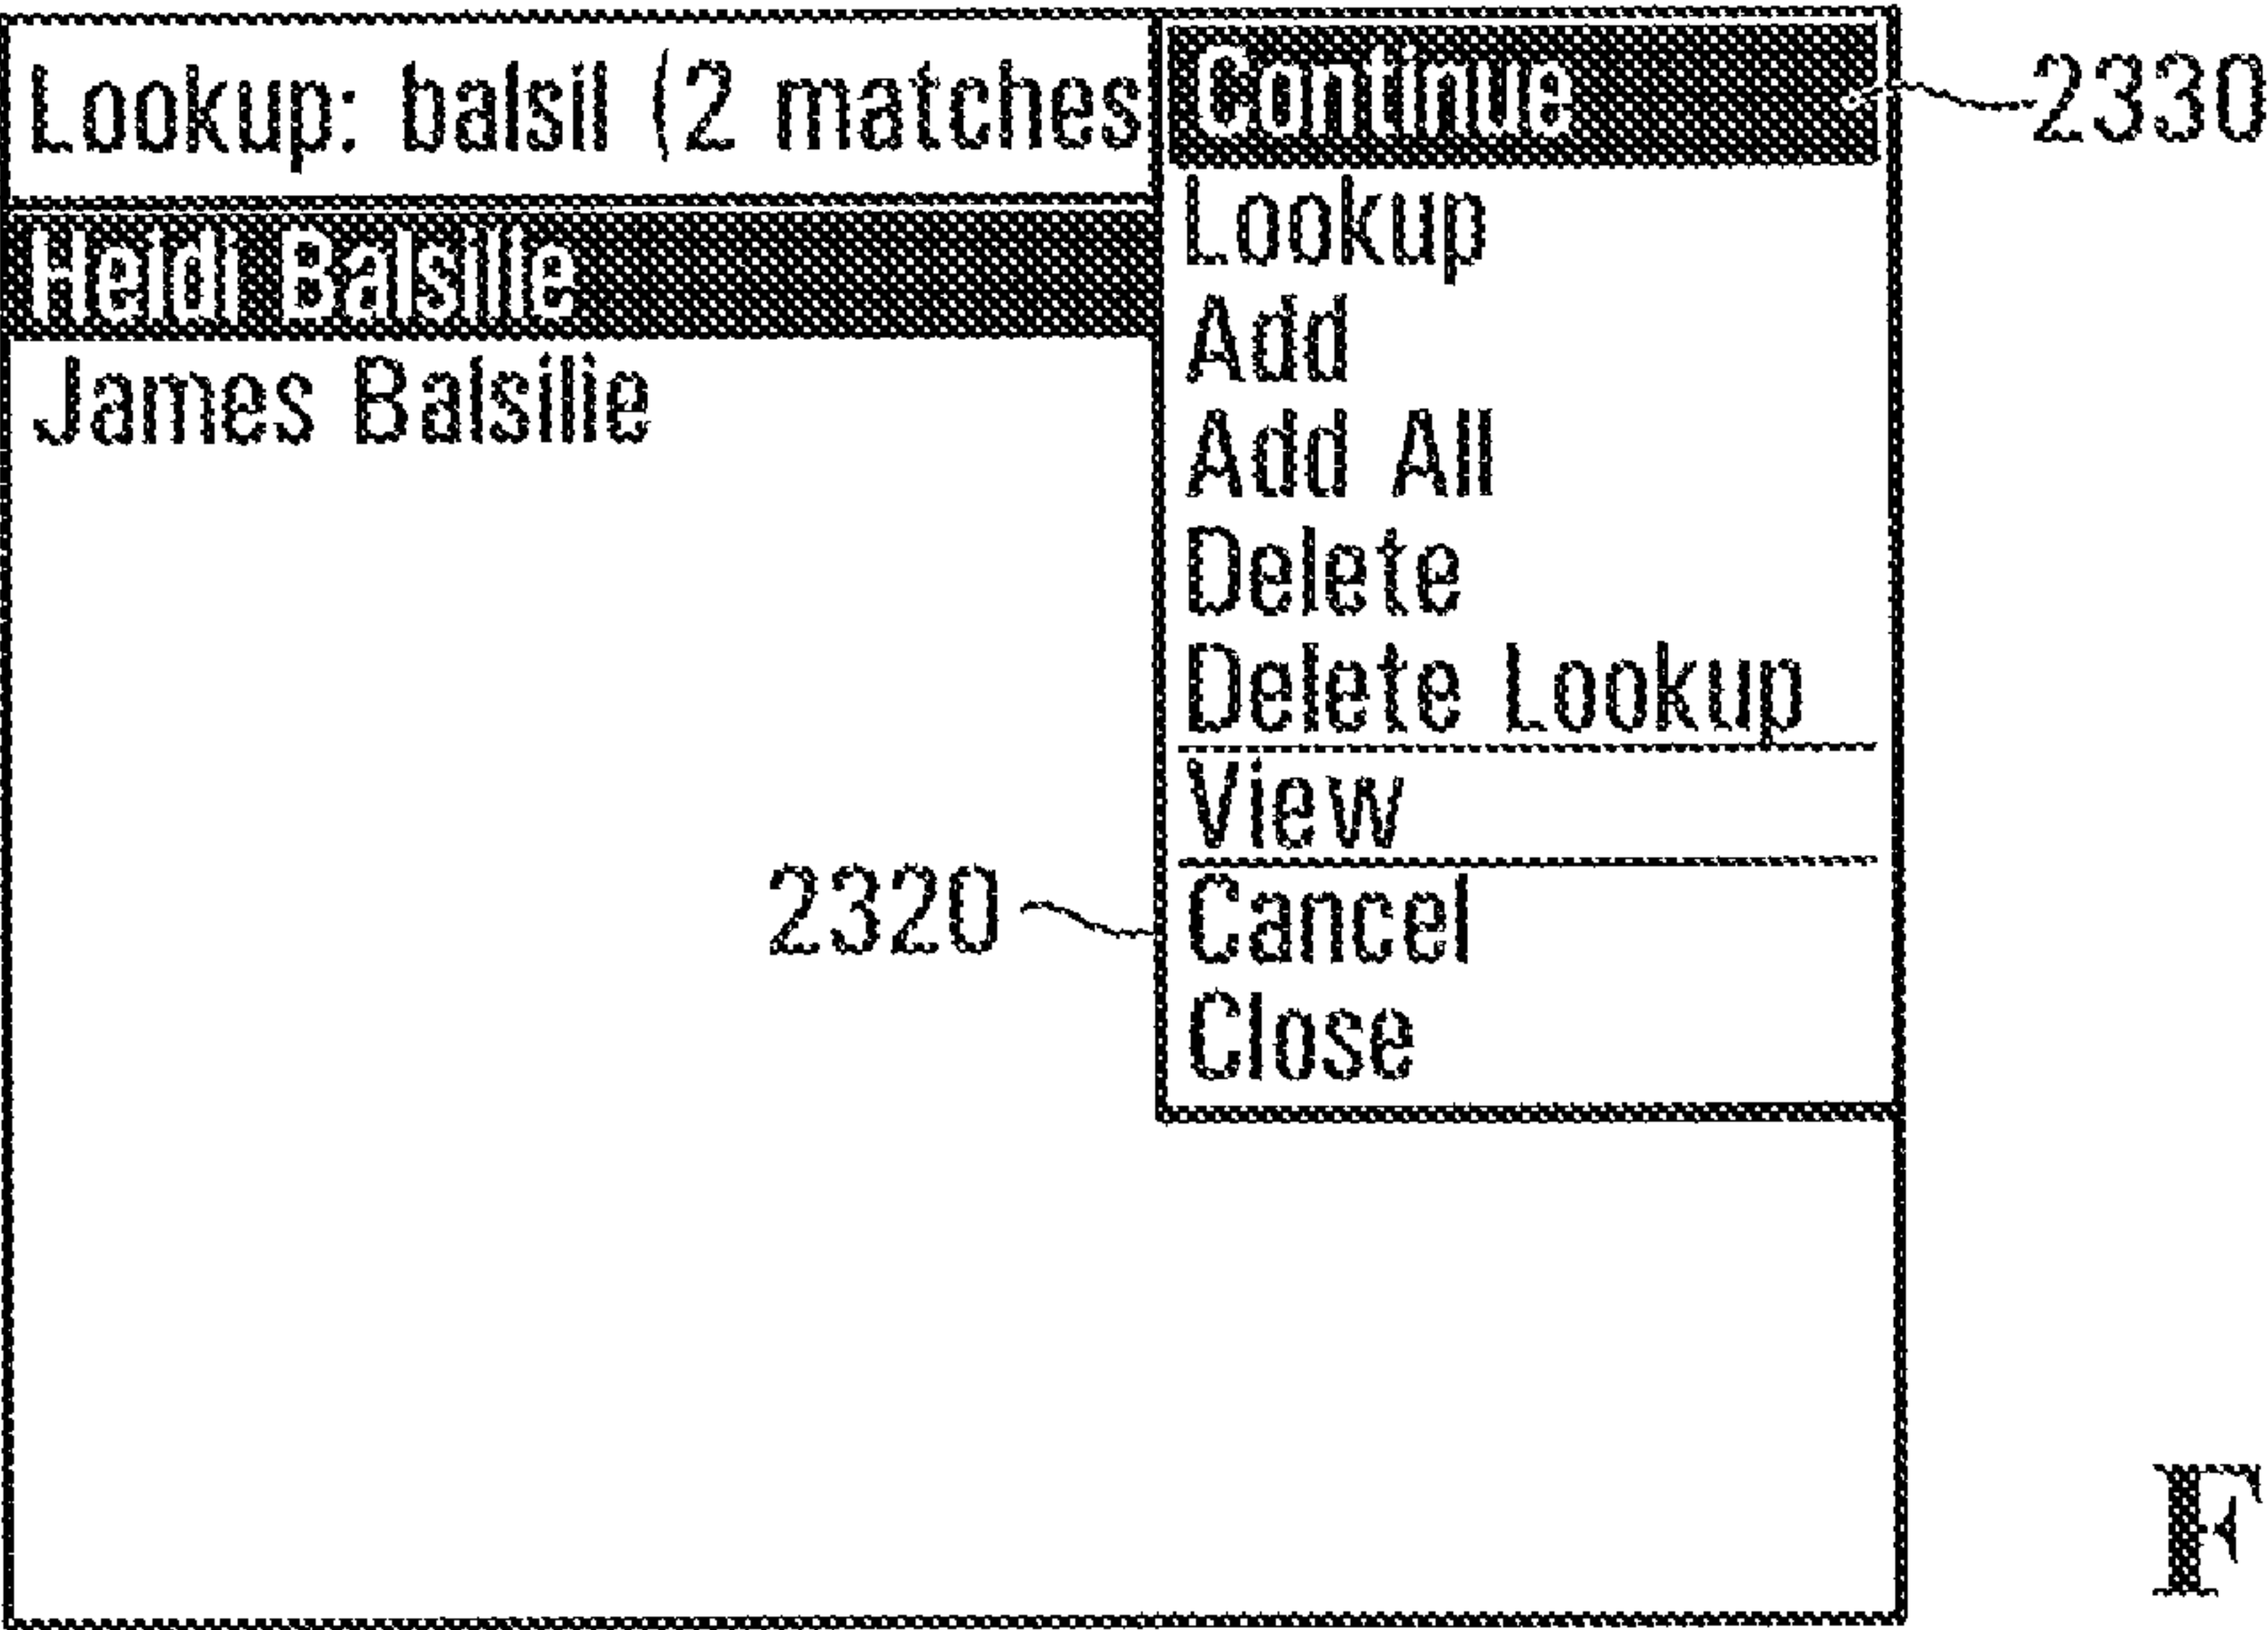 Lookup: balsil (2 matches
Heidi Balsilie
James Balsilie
Continue
Lookup
Add
Add All
Delete
Delete Lookup
View
Cancel
Close
2330
2320
F